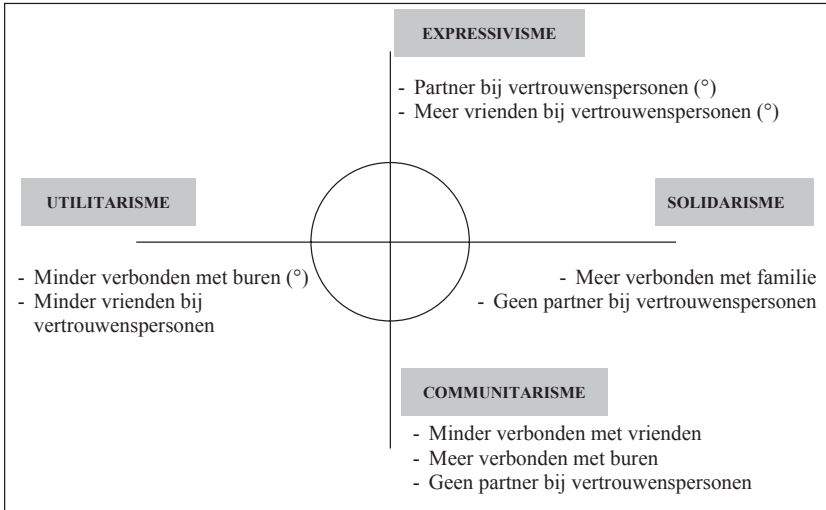 EXPRESSIVISME
- Partner bij vertrouwenspersonen (°)
- Meer vrienden bij vertrouwenspersonen (°)
UTILITARISME
- Minder verbonden met buren (°)
- Minder vrienden bij
vertrouwenspersonen
SOLIDARISME
- Meer verbonden met familie
- Geen partner bij vertrouwenspersonen
COMMUNITARISME
- Minder verbonden met vrienden
- Meer verbonden met buren
- Geen partner bij vertrouwenspersonen